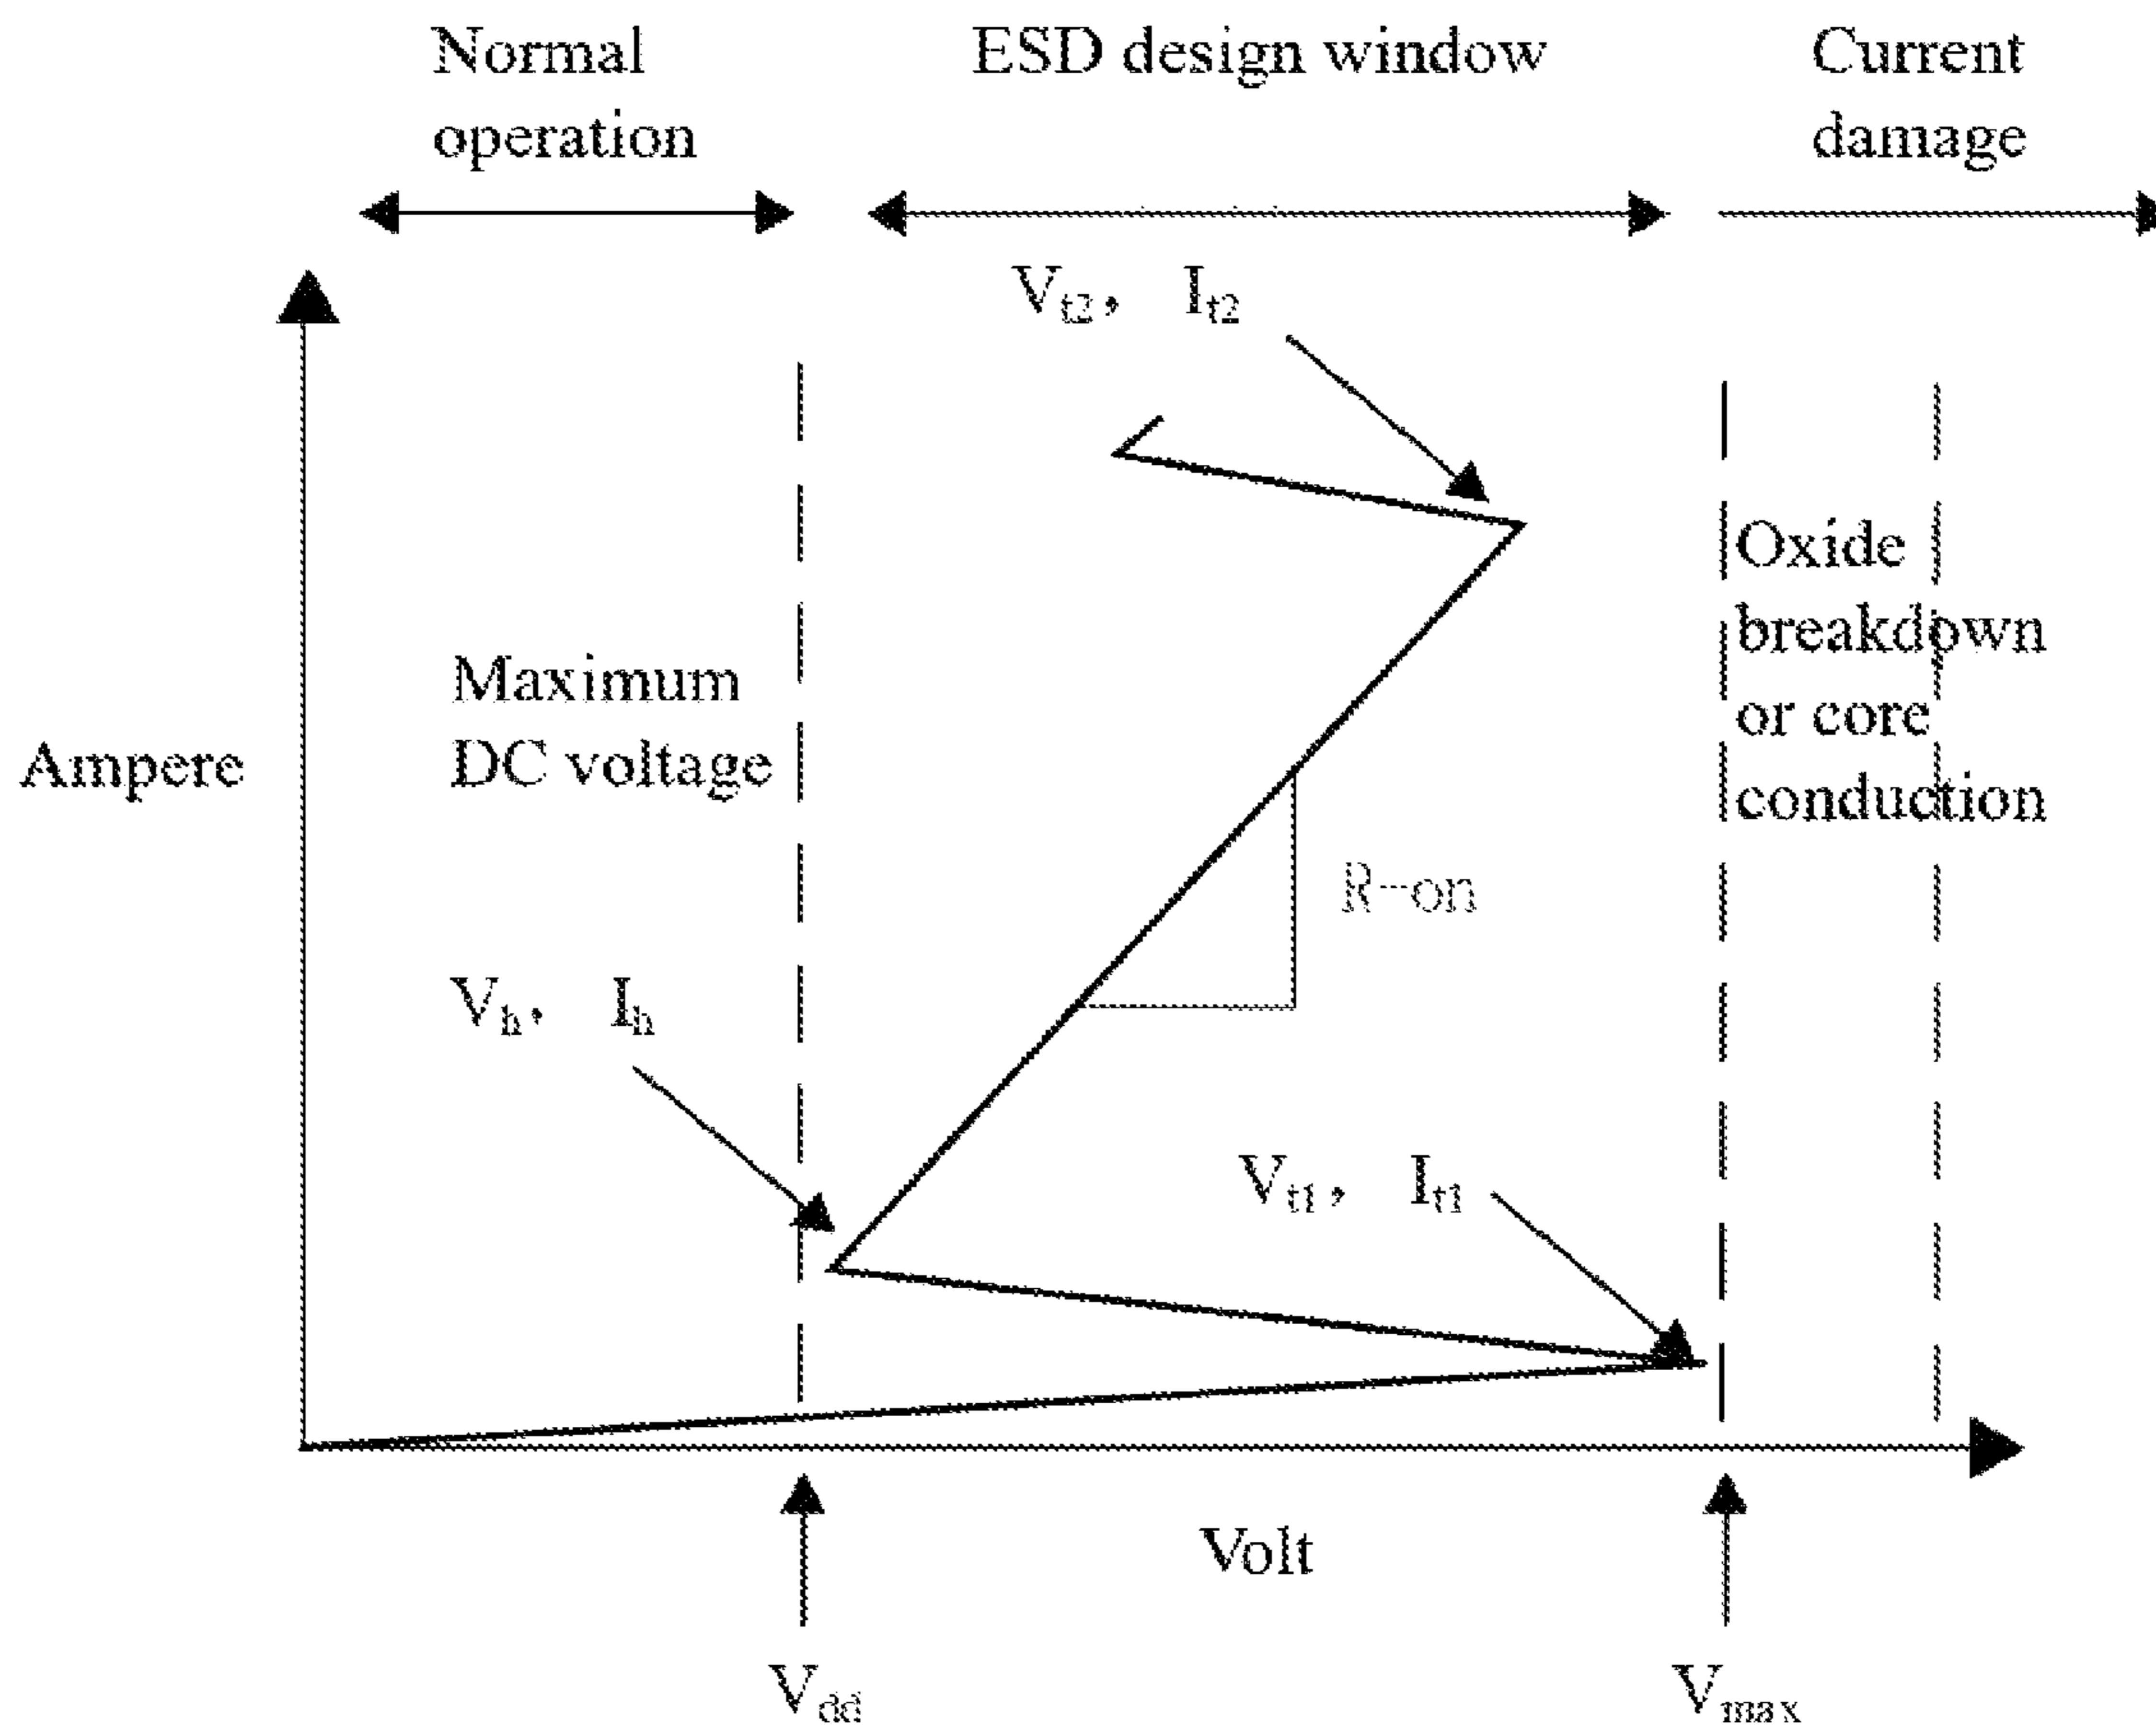 Normal
operation
ESD design window
Current
damage
Vt2, It2
Oxide
breakdown
or core
conduction
Maximum
DC voltage
Ampere
R-on
Vh, Ih
Vt1, It1
Volt
Vdd
Vmax